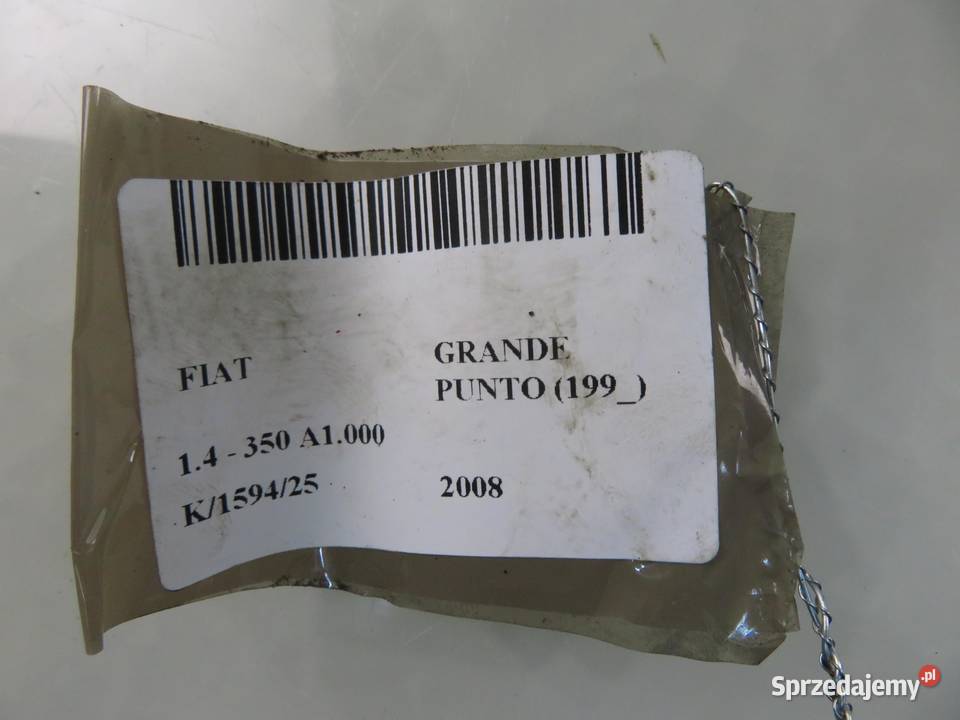 FIAT
GRANDE
PUNTO (199_)
1.4 - 350 A1.000
K/1594/25
2008
Sprzedajemy.pl